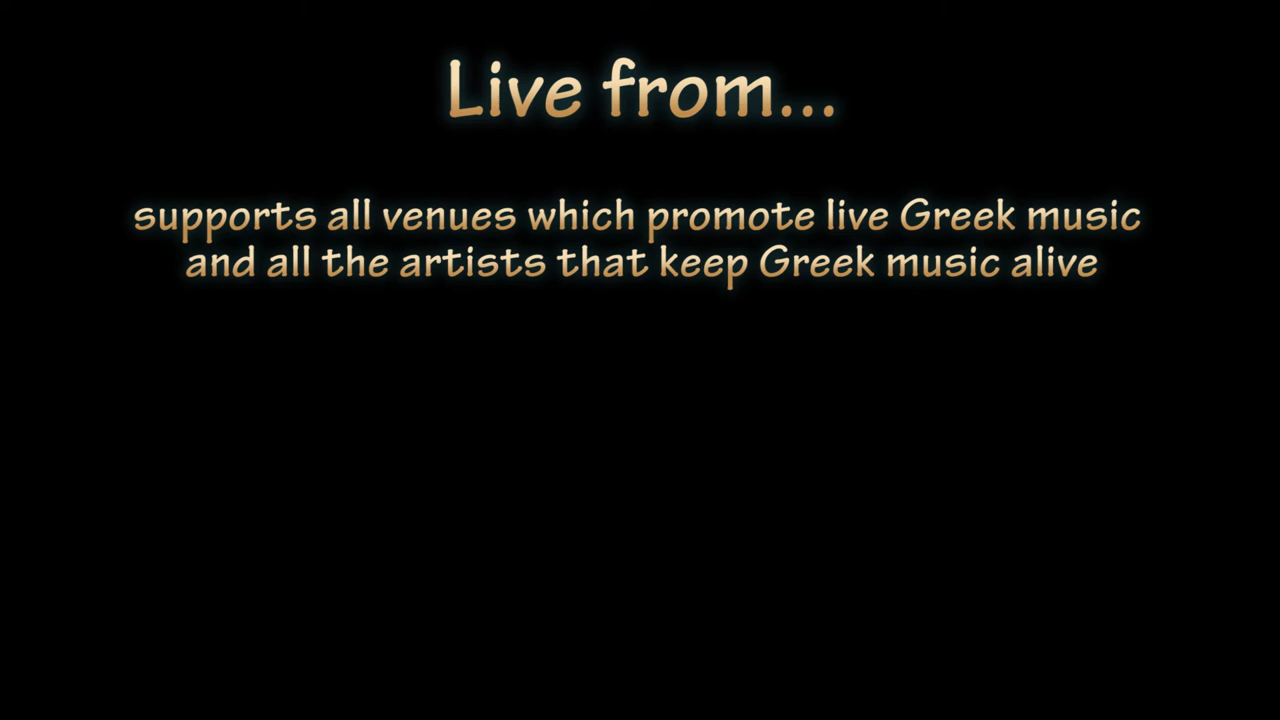 Live from...
supports all venues which promote live Greek music
and all the artists that keep Greek music alive